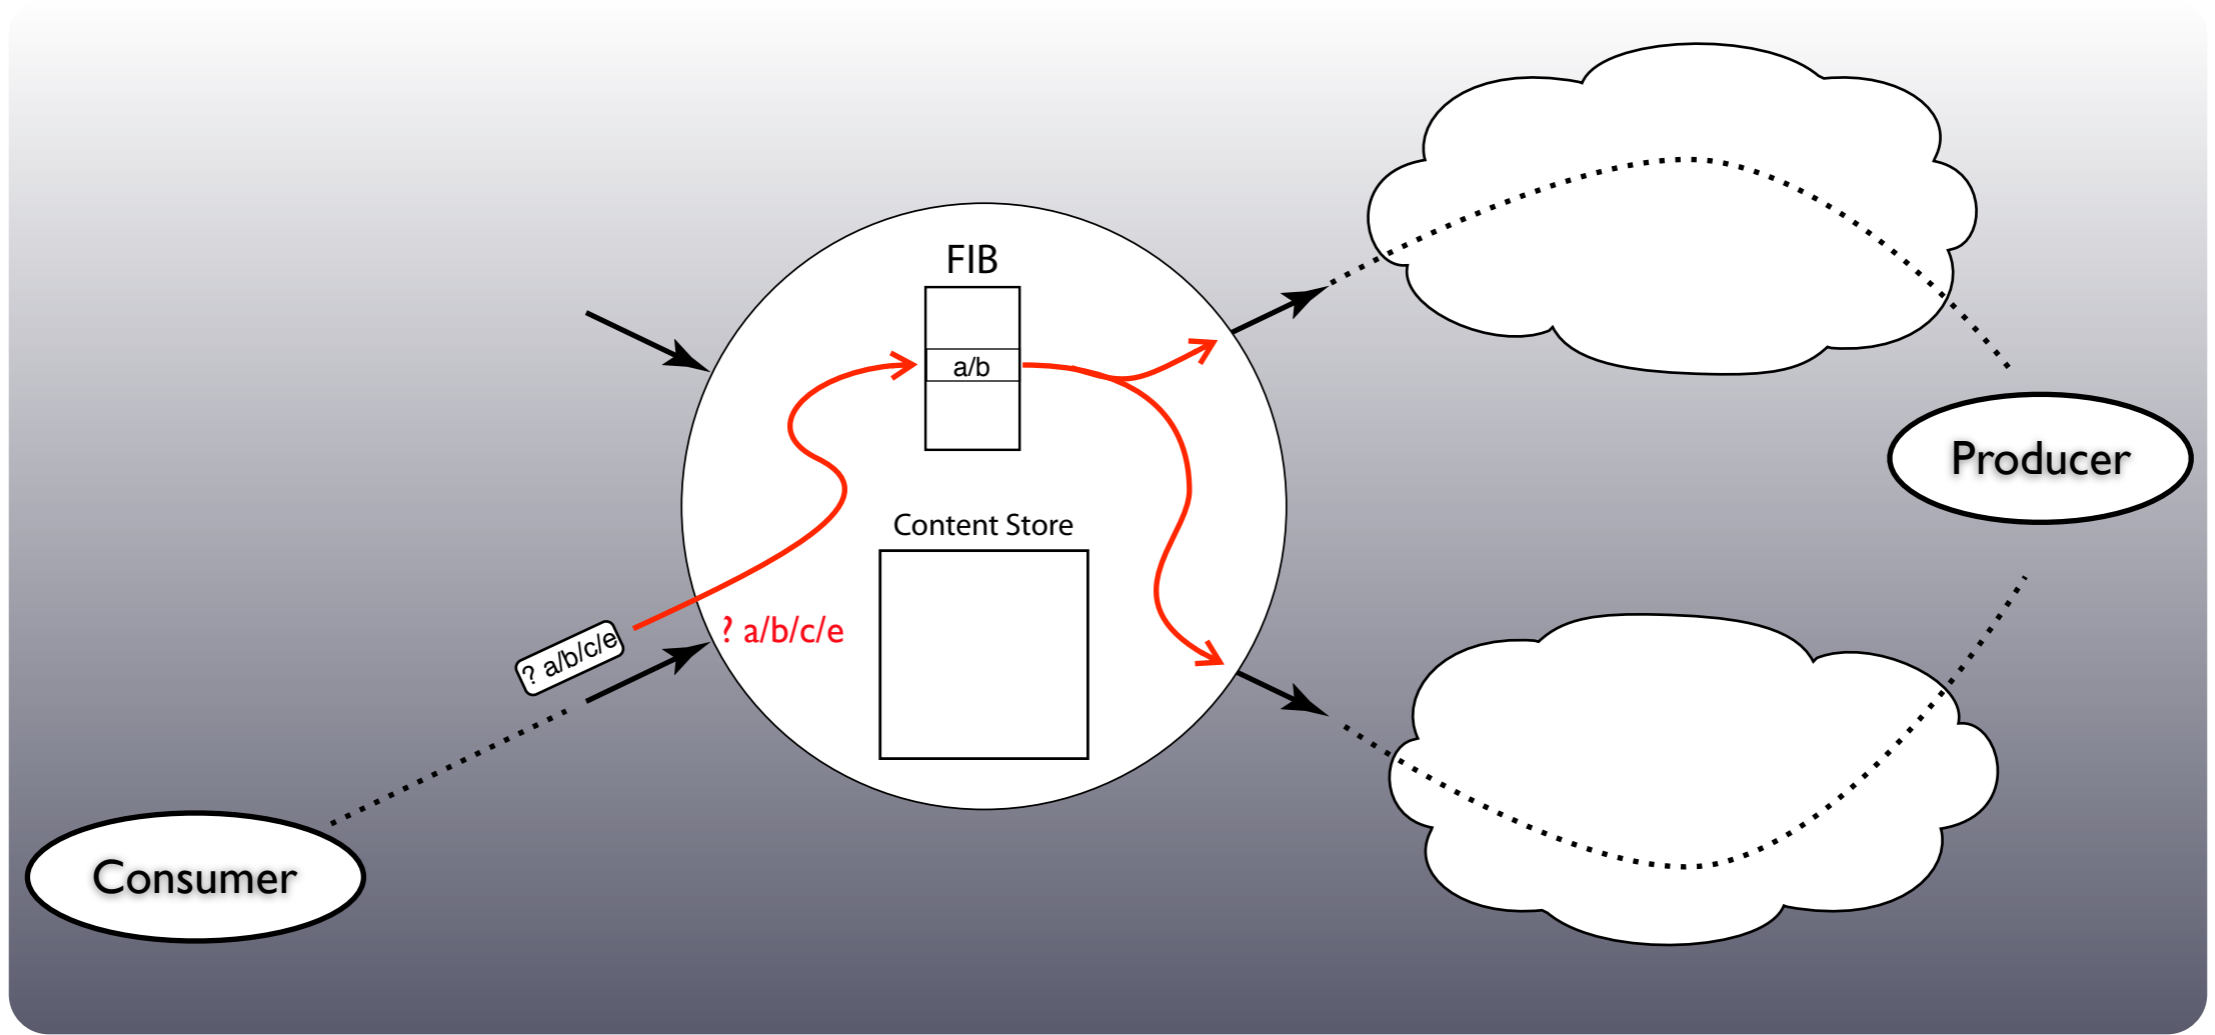 FIB
a/b
Producer
Content Store
? a/b/c/e
? a/b/c/e
Consumer